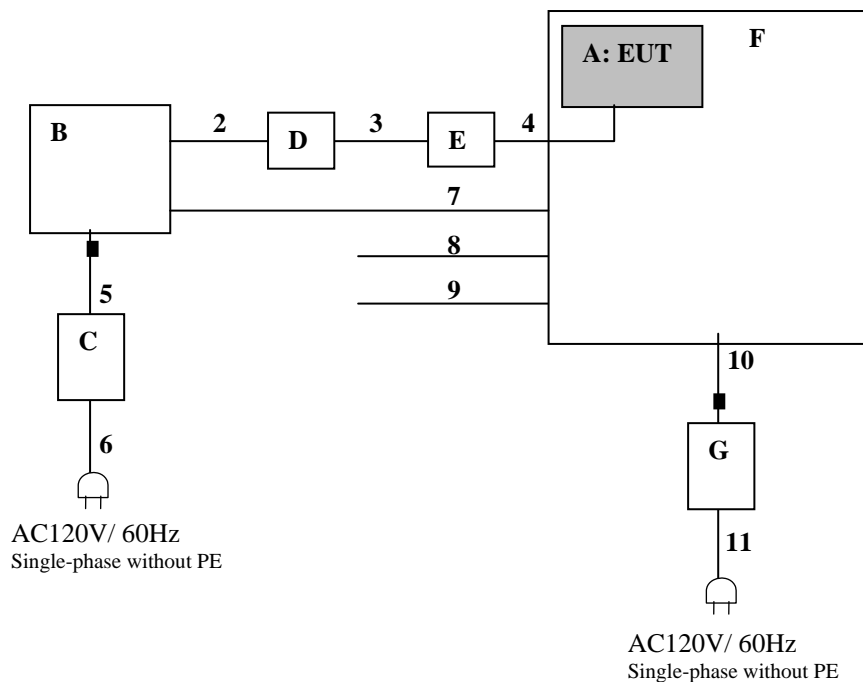 F
A: EUT
B
2
D
3
E
4
7
8
9
5
C
10
6
G
AC120V/ 60Hz
Single-phase without PE
11
AC120V/ 60Hz
Single-phase without PE